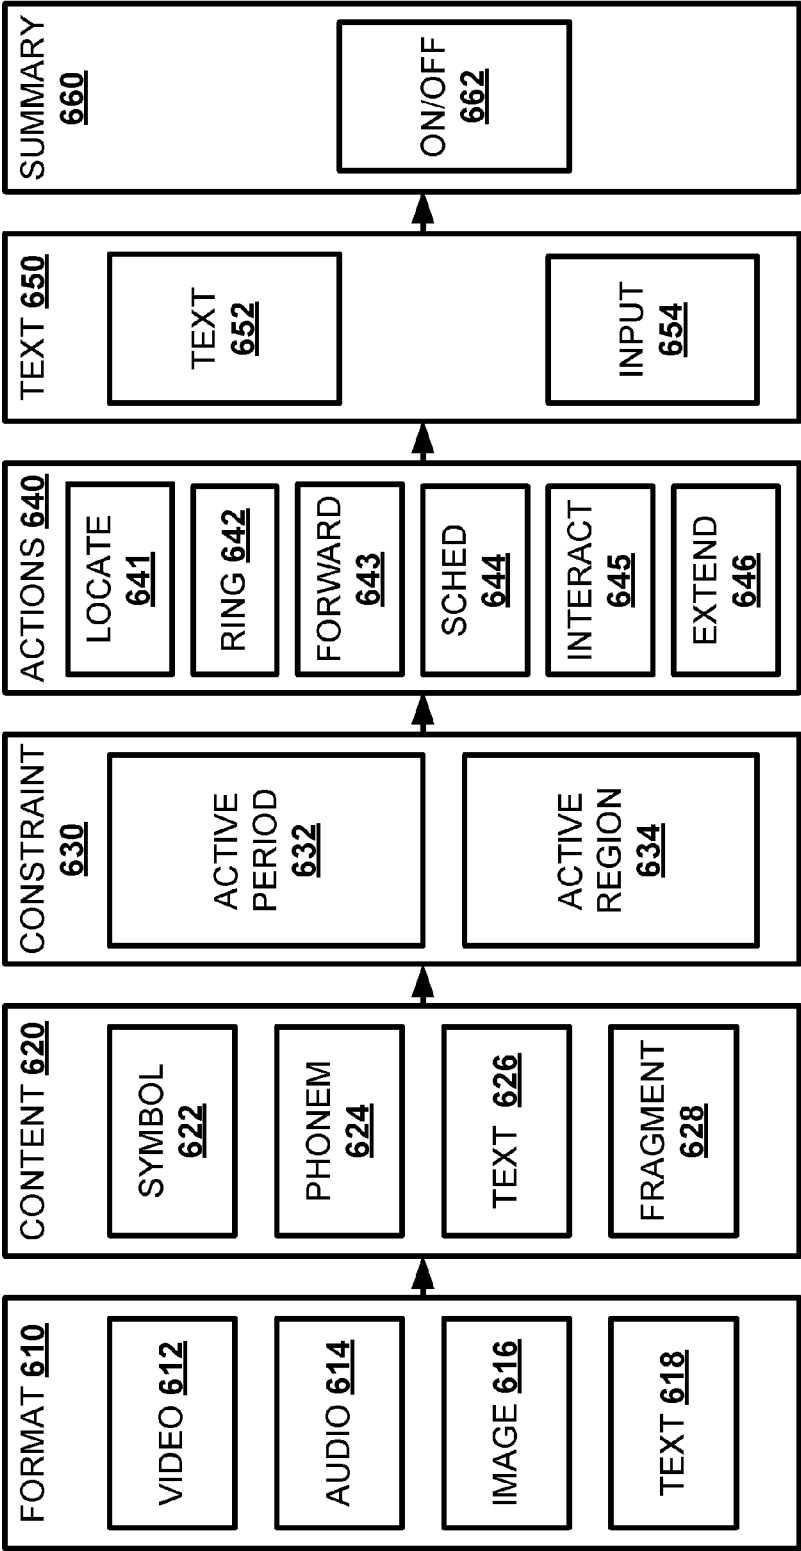 FORMAT 610
VIDEO 612
AUDIO 614
IMAGE 616
TEXT 618
CONTENT 620
SYMBOL
622
PHONEM
624
TEXT 626
FRAGMENT
628
CONSTRAINT
630
ACTIVE
PERIOD
632
ACTIVE
REGION
634
ACTIONS 640
LOCATE
641
RING 642
FORWARD
643
SCHED
644
INTERACT
645
EXTEND
646
TEXT 650
TEXT
652
INPUT
654
SUMMARY
660
ON/OFF
662